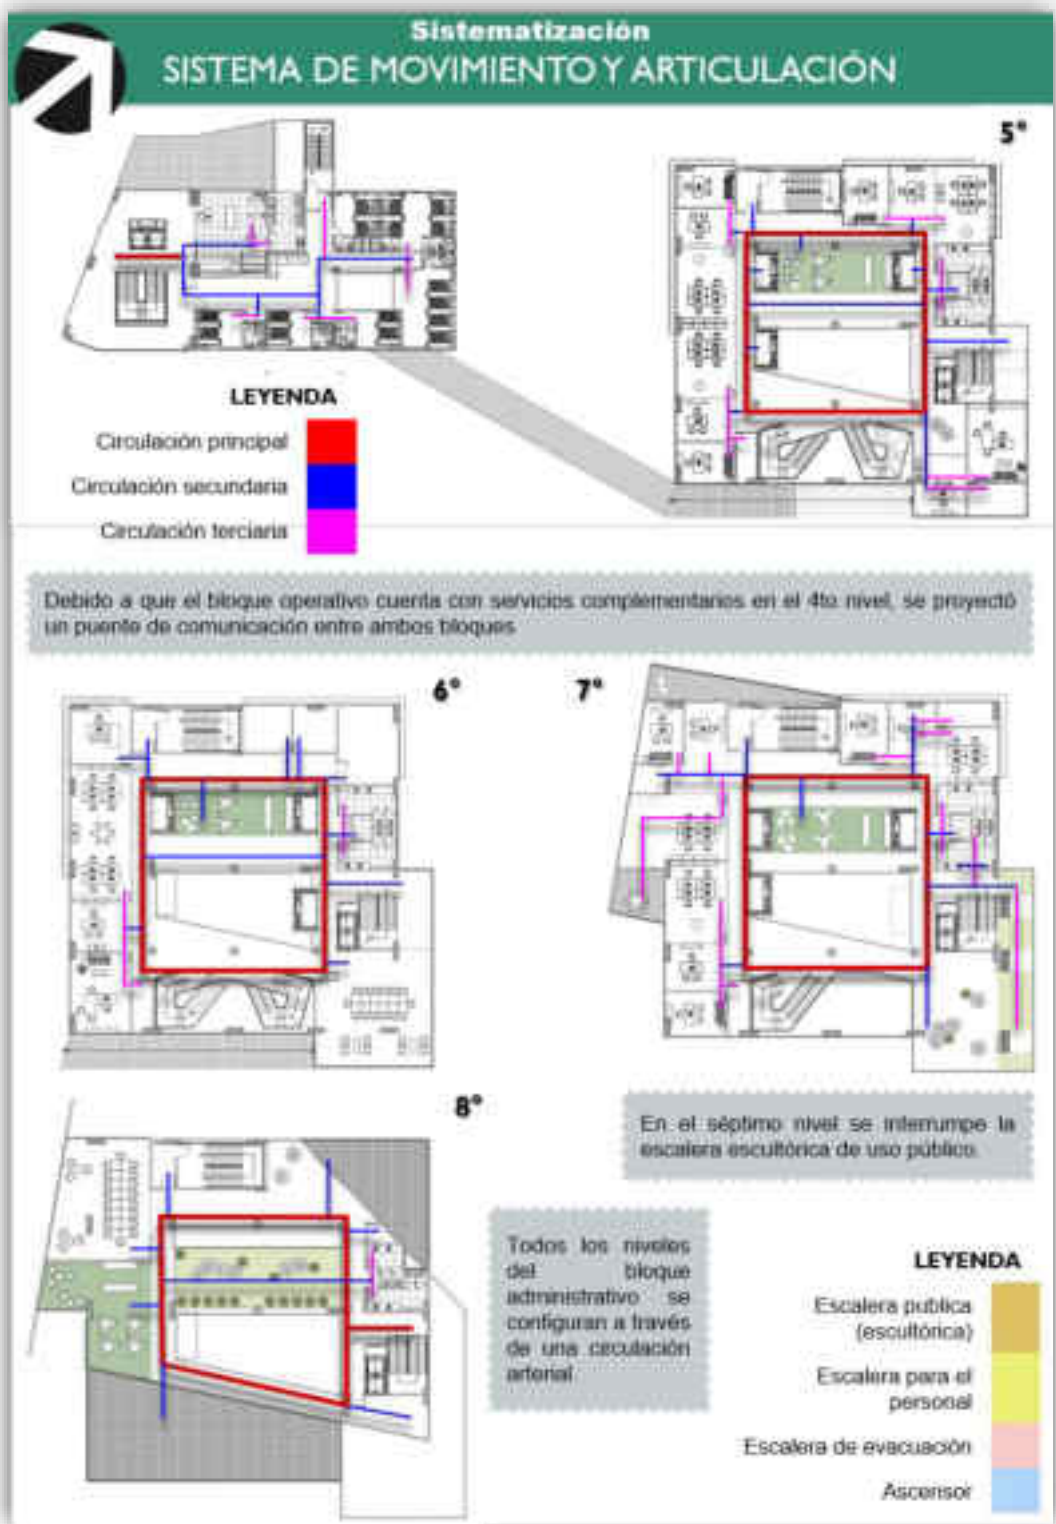 Sistematización
SISTEMA DE MOVIMIENTO Y ARTICULACIÓN
5°
LEYENDA
Circulación principal
Circulación secundaria
Circulación terciaria
Debido a que el bloque operativo cuenta con servicios complementarios en el 4to nivel, se proyectó
un puente de comunicación entre ambos bloques
6°
7°
8°
En el séptimo nivel se interrumpe la
escalera escultórica de uso público.
Todos los niveles
del bloque
administrativo se
configuran a través
de una circulación
arterial
LEYENDA
Escalera publica
(escultórica)
Escalera para el
personal
Escalera de evacuación
Ascensor